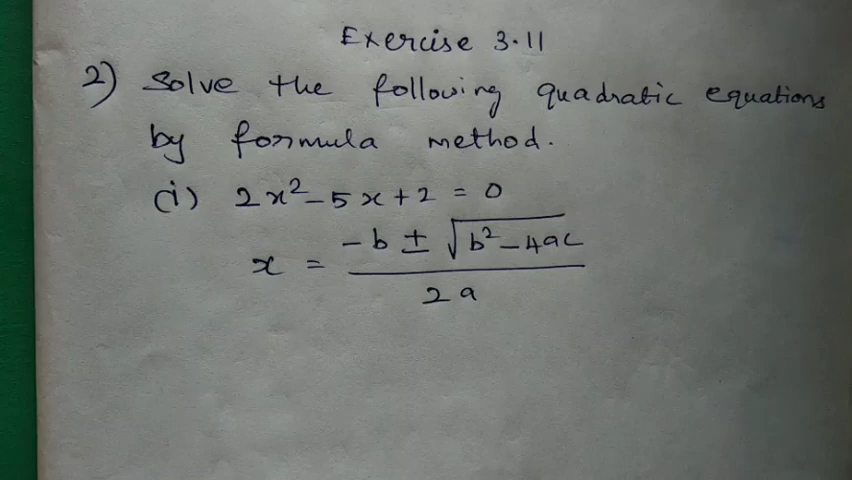 Exercise 3.11
2) Solve the following quadratic equations
by formula method.
(i) 2x² - 5x + 2 = 0
x = (-b ± √(b² - 4ac)) / 2a